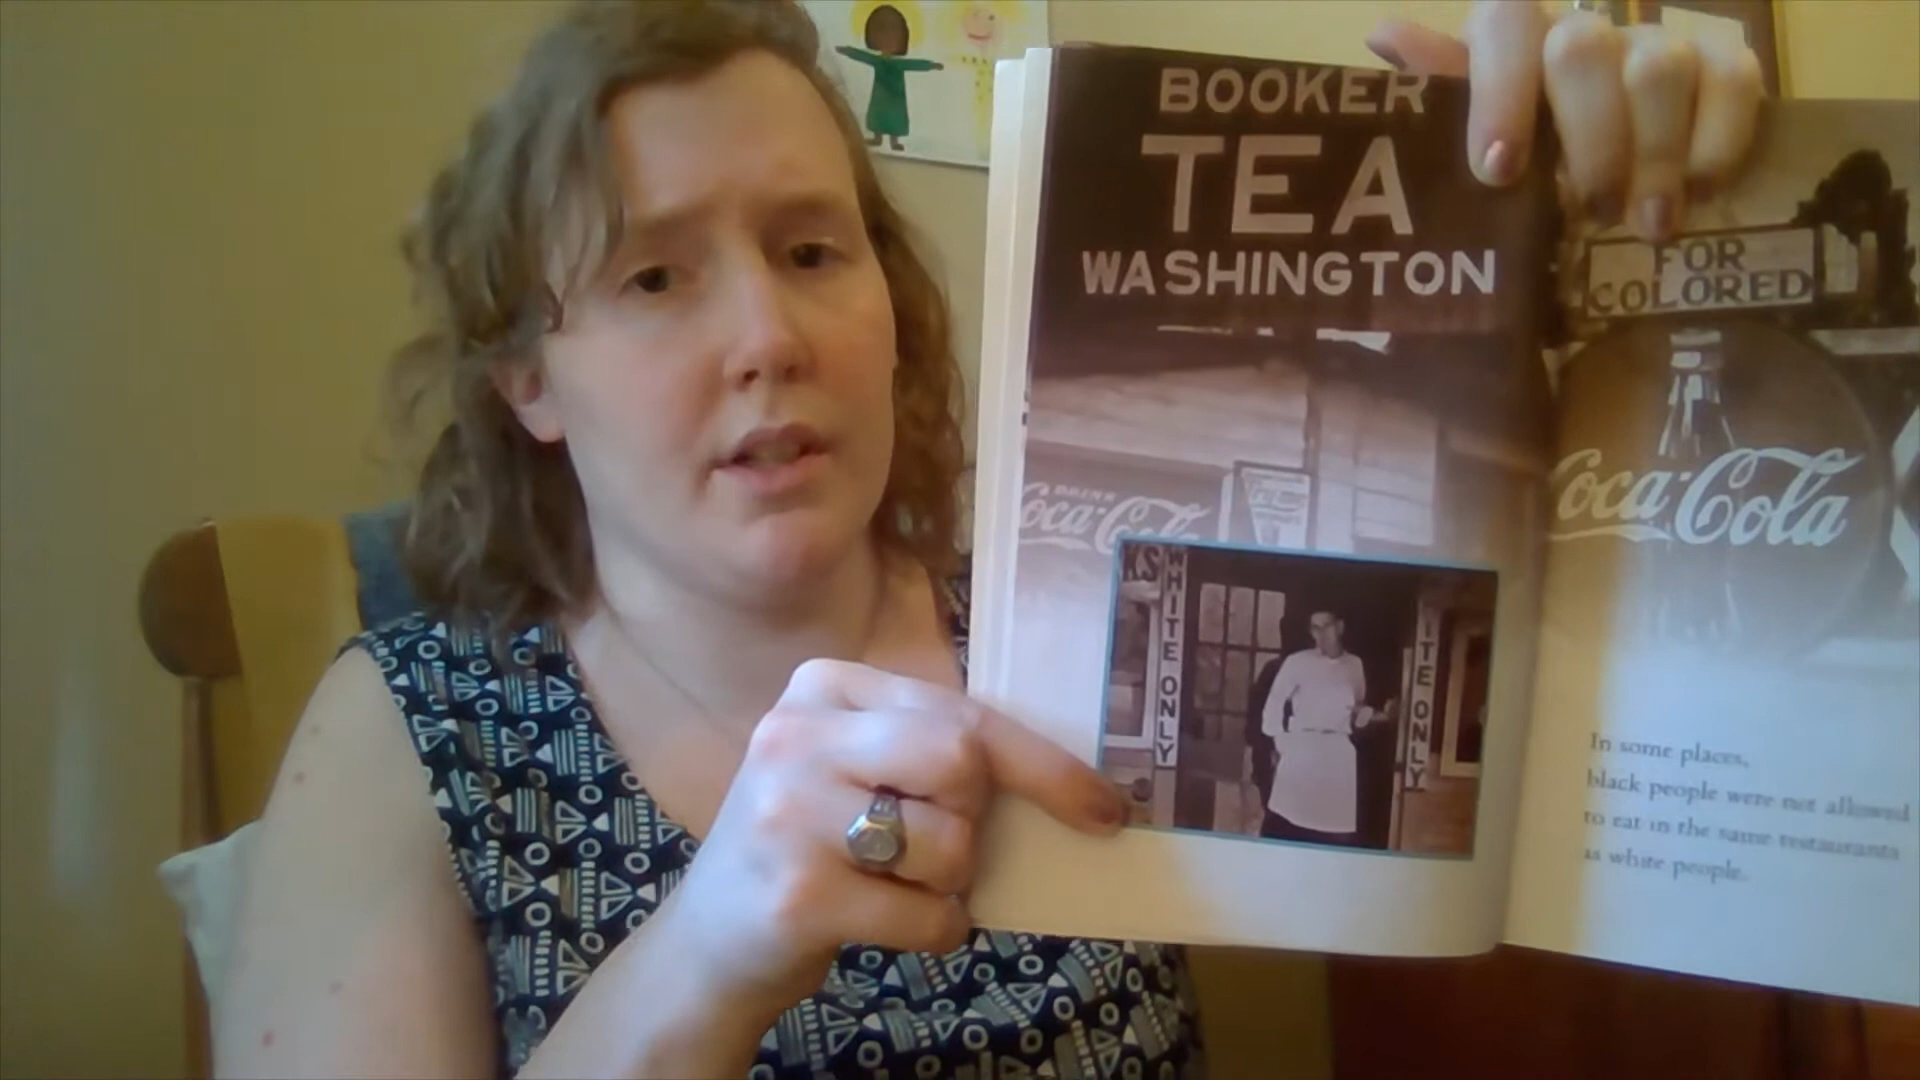 BOOKER
TEA
WASHINGTON
DRINK
Coca-Cola
WHITE ONLY
ITE ONLY
FOR
COLORED
Coca-Cola
In some places,
black people were not allowed
to eat in the same restaurants
as white people.